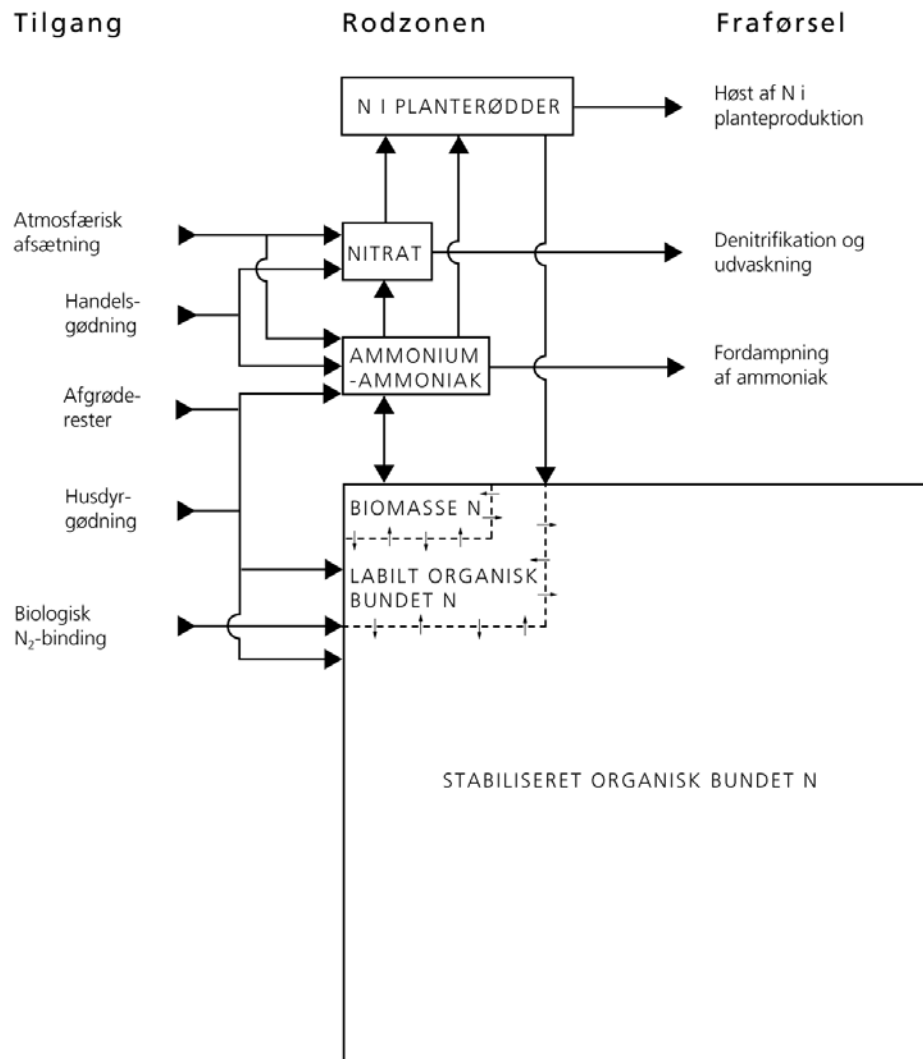 Tilgang
Rodzonen
Fraførsel
N I PLANTERØDDER
Høst af N i
planteproduktion
Atmosfærisk
afsætning
NITRAT
Denitrifikation og
udvaskning
Handels-
gødning
AMMONIUM
-AMMONIAK
Fordampning
af ammoniak
Afgrøde-
rester
Husdyr-
gødning
BIOMASSE N
LABILT ORGANISK
BUNDET N
Biologisk
N₂-binding
STABILISERET ORGANISK BUNDET N